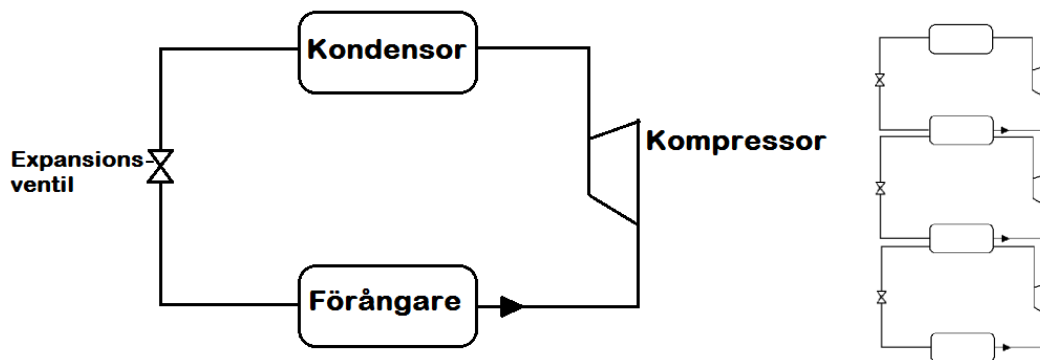 Kondensor
Kompressor
Expansions-
ventil
Förångare